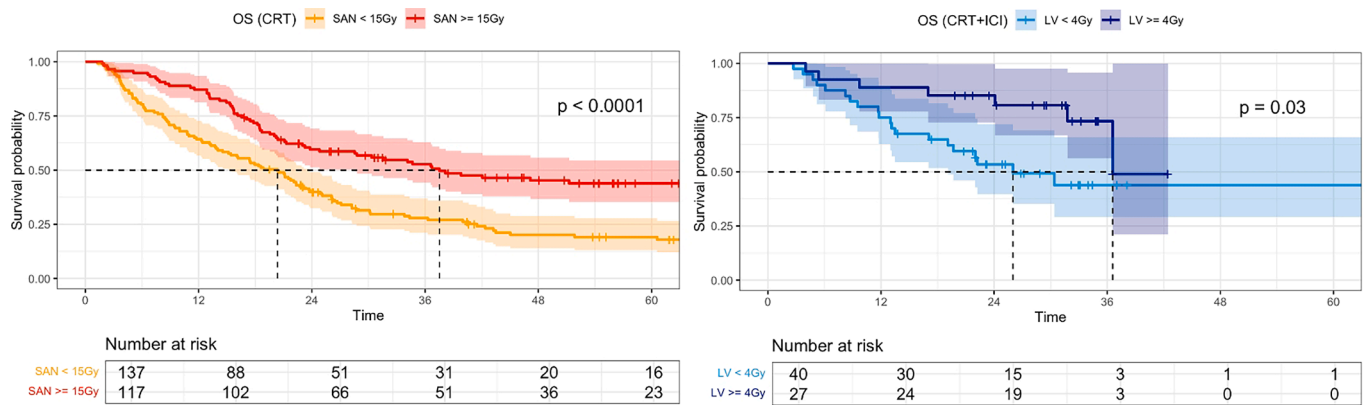 OS (CRT) SAN < 15Gy SAN >= 15Gy
1.00
0.75
0.50
0.25
0.00
Survival probability
p < 0.0001
0 12 24 36 48 60
Time
Number at risk
SAN < 15Gy 137 88 51 31 20 16
SAN >= 15Gy 117 102 66 51 36 23
OS (CRT+ICI) LV < 4Gy LV >= 4Gy
1.00
0.75
0.50
0.25
0.00
Survival probability
p = 0.03
0 12 24 36 48 60
Time
Number at risk
LV < 4Gy 40 30 15 3 1 1
LV >= 4Gy 27 24 19 3 0 0